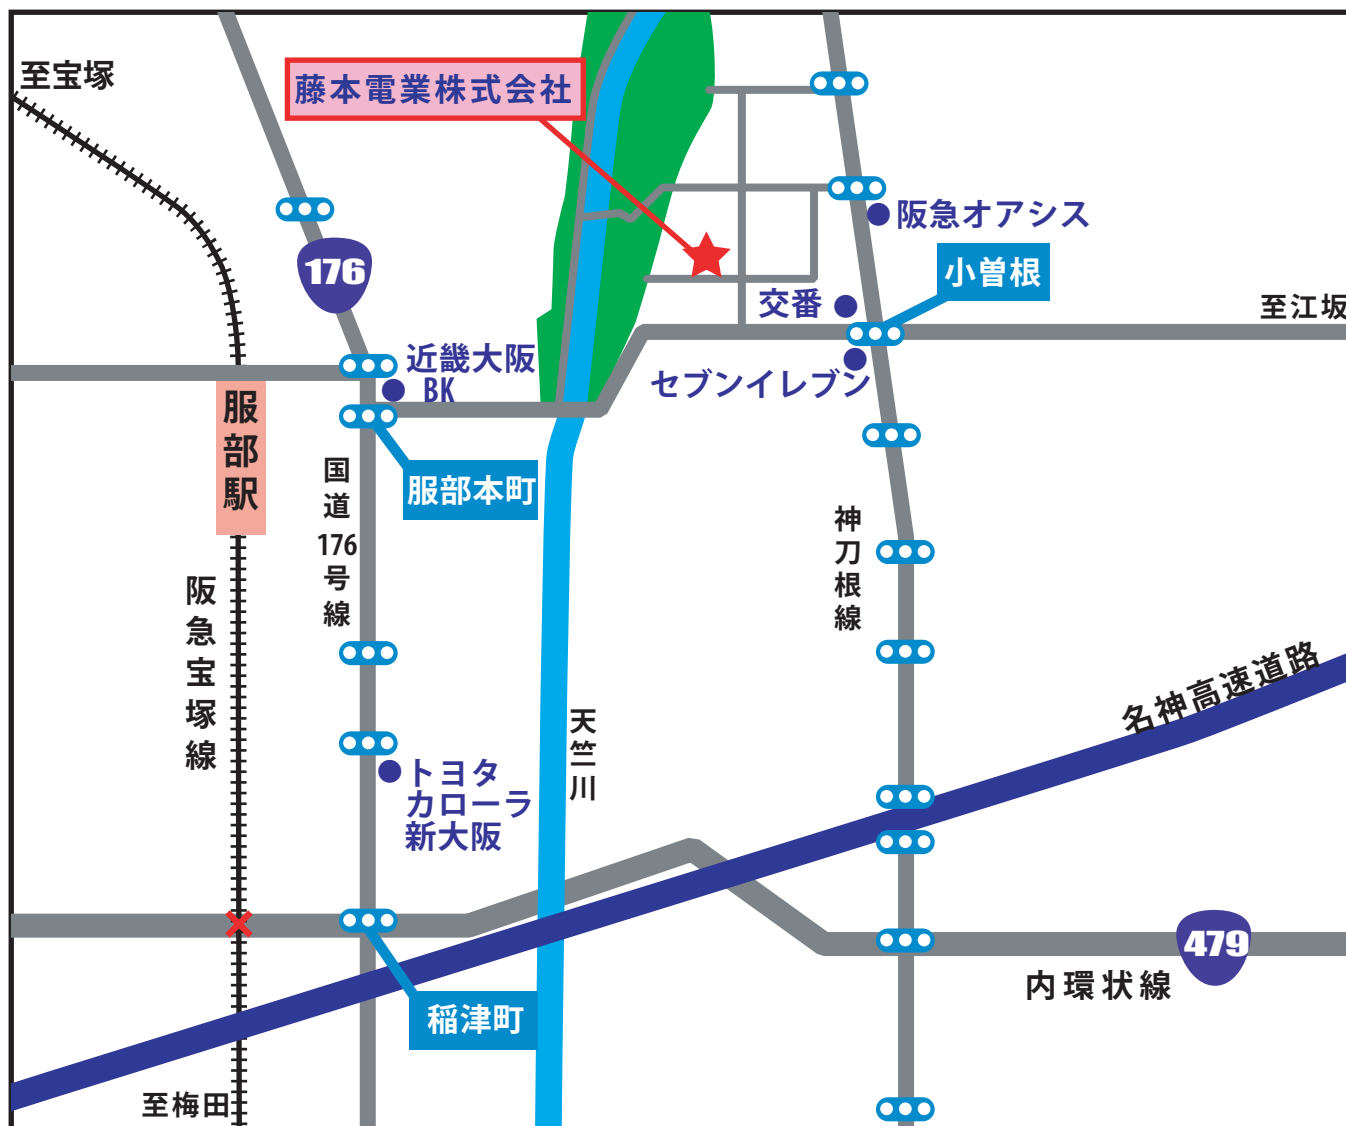 至宝塚
藤本電業株式会社
176
阪急オアシス
小曽根
交番
至江坂
近畿大阪
BK
セブンイレブン
服部駅
服部本町
国道176号線
神刀根線
阪急宝塚線
名神高速道路
天竺川
トヨタ
カローラ
新大阪
479
内環状線
稲津町
至梅田